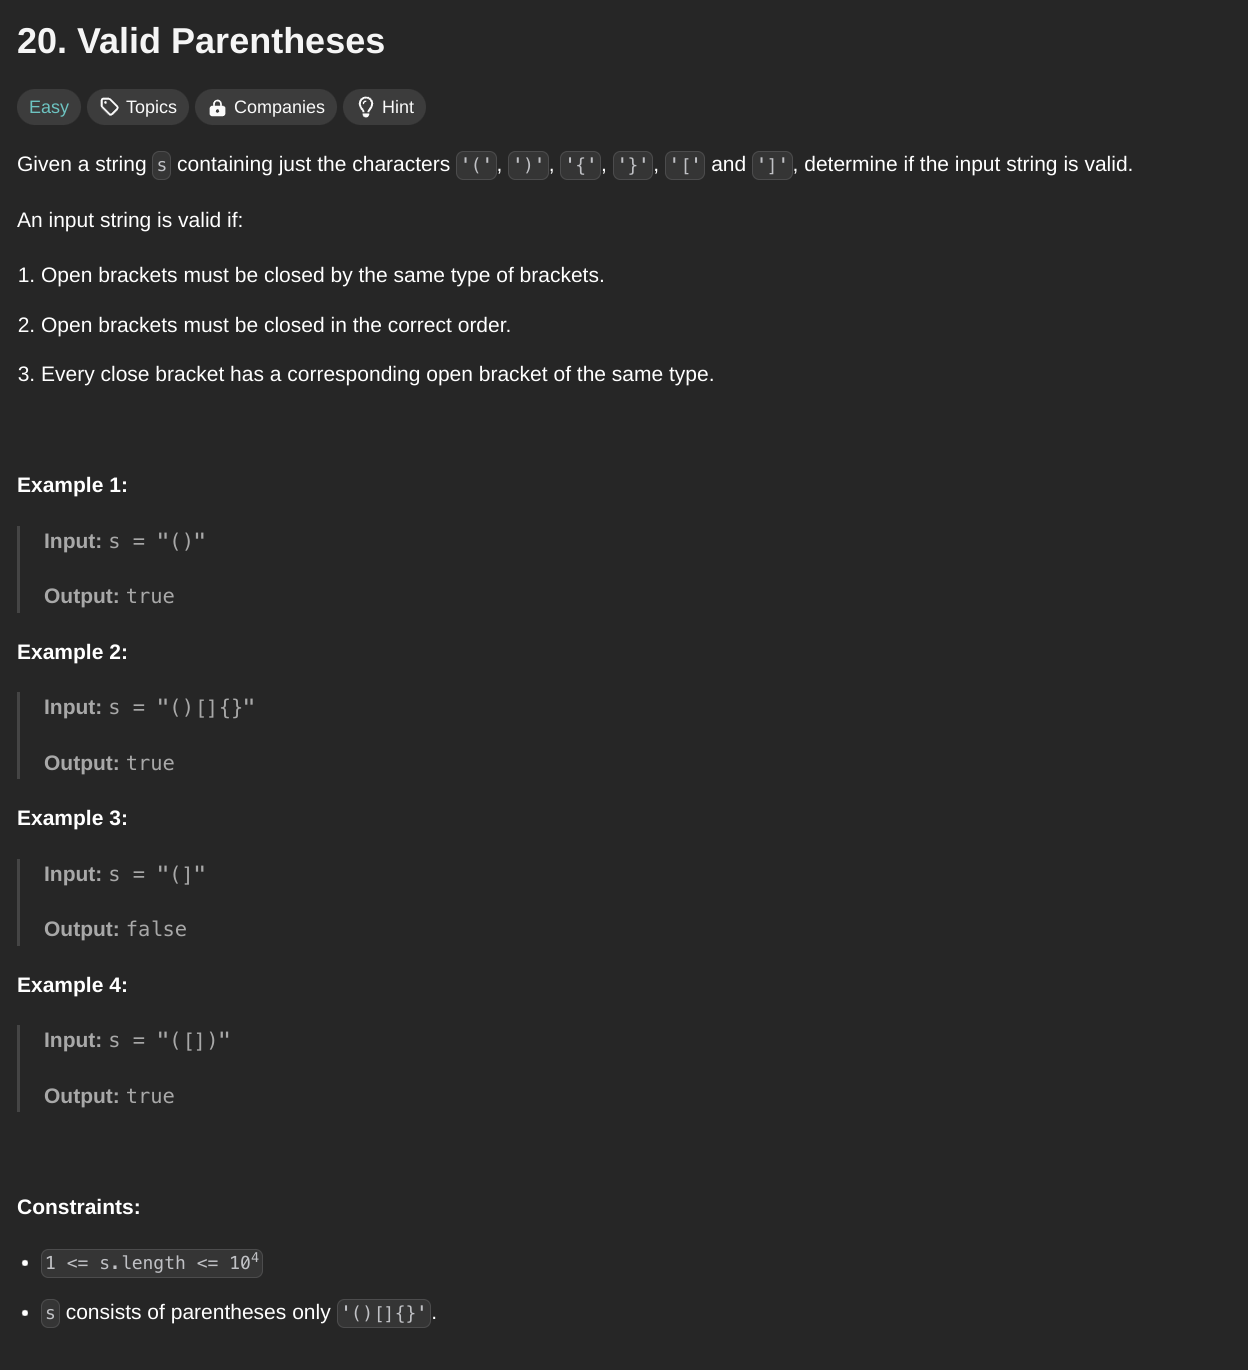 20. Valid Parentheses
Easy Topics Companies Hint
Given a string s containing just the characters '(', ')', '{', '}', '[' and ']', determine if the input string is valid.
An input string is valid if:
1. Open brackets must be closed by the same type of brackets.
2. Open brackets must be closed in the correct order.
3. Every close bracket has a corresponding open bracket of the same type.
Example 1:
Input: s = "()"
Output: true
Example 2:
Input: s = "()[]{}"
Output: true
Example 3:
Input: s = "(]"
Output: false
Example 4:
Input: s = "([])"
Output: true
Constraints:
• 1 <= s.length <= 10⁴
• s consists of parentheses only '()[]{}'.